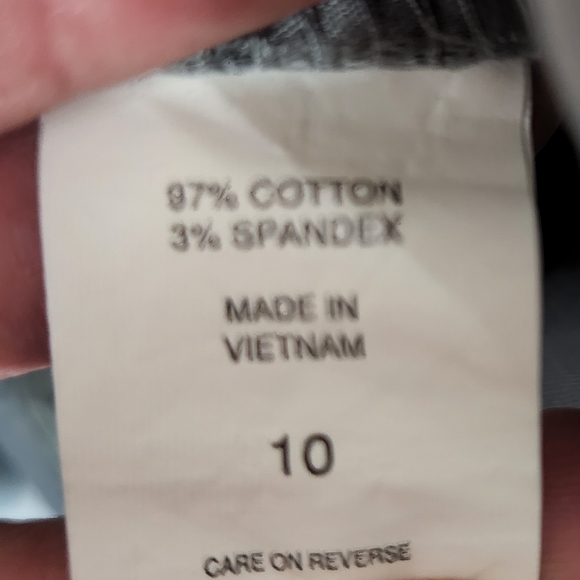 97% COTTON
3% SPANDEX
MADE IN
VIETNAM
10
CARE ON REVERSE